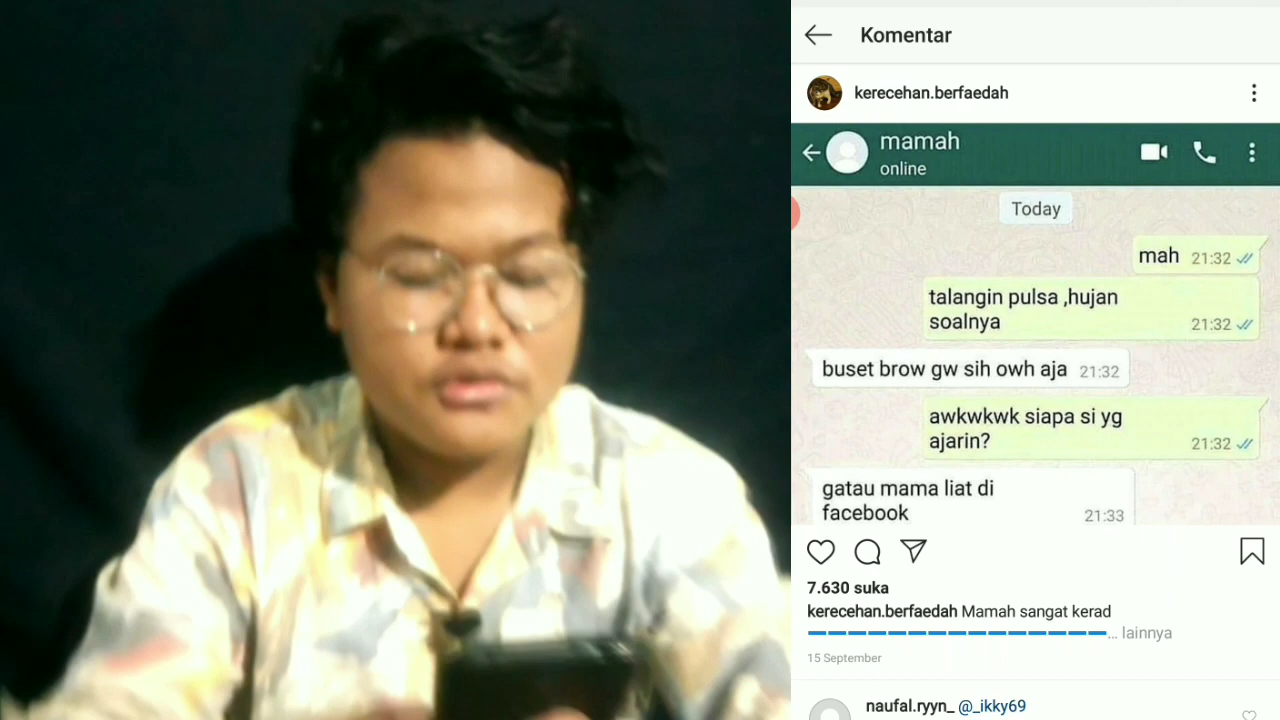 Komentar
kerecehan.berfaedah
mamah
online
Today
mah 21:32
talangin pulsa ,hujan
soalnya 21:32
buset brow gw sih owh aja 21:32
awkwkwk siapa si yg
ajarin? 21:32
gatau mama liat di
facebook 21:33
7.630 suka
kerecehan.berfaedah Mamah sangat kerad
... lainnya
15 September
naufal.ryyn_ @_ikky69